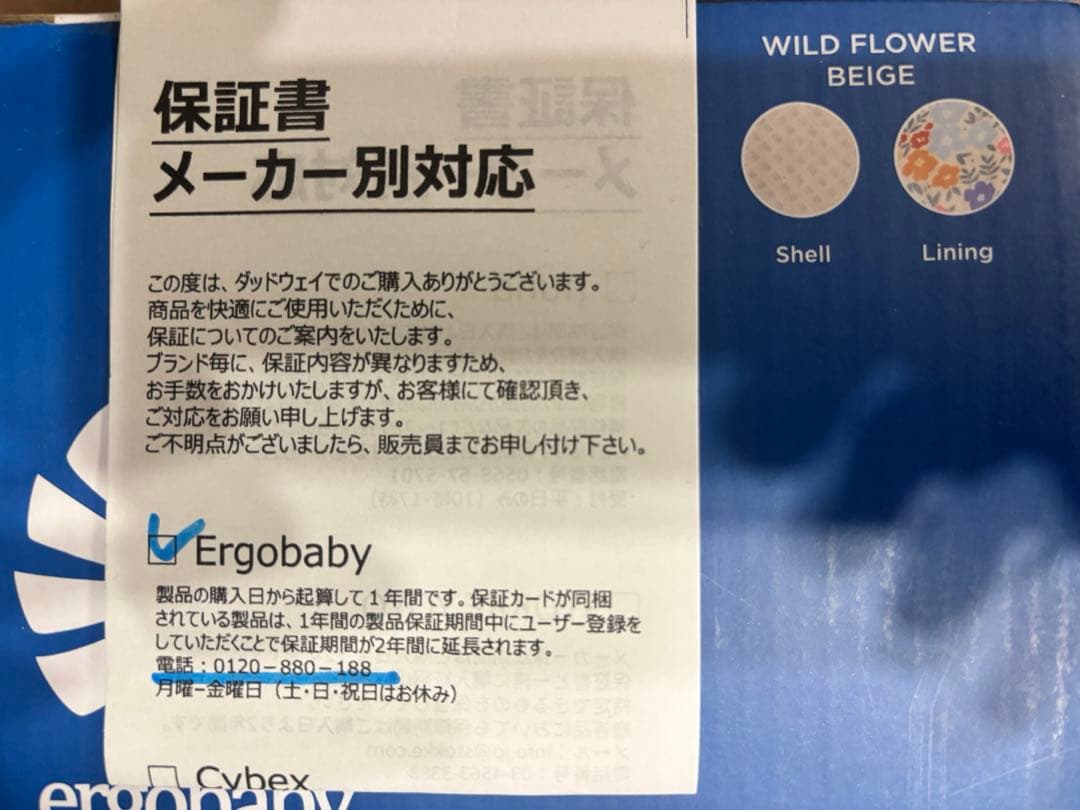 保証書
メーカー別対応
この度は、ダッドウェイでのご購入ありがとうございます。
商品を快適にご使用いただくために、
保証についてのご案内をいたします。
ブランド毎に、保証内容が異なりますため、
お手数をおかけいたしますが、お客様にて確認頂き、
ご対応をお願い申し上げます。
ご不明点がございましたら、販売員までお申し付け下さい。
Ergobaby
製品の購入日から起算して1年間です。保証カードが同梱
されている製品は、1年間の製品保証期間中にユーザー登録を
していただくことで保証期間が2年間に延長されます。
電話：0120-880-188
月曜-金曜日（土・日・祝日はお休み）
Cybex
ergobaby
WILD FLOWER
BEIGE
Shell
Lining